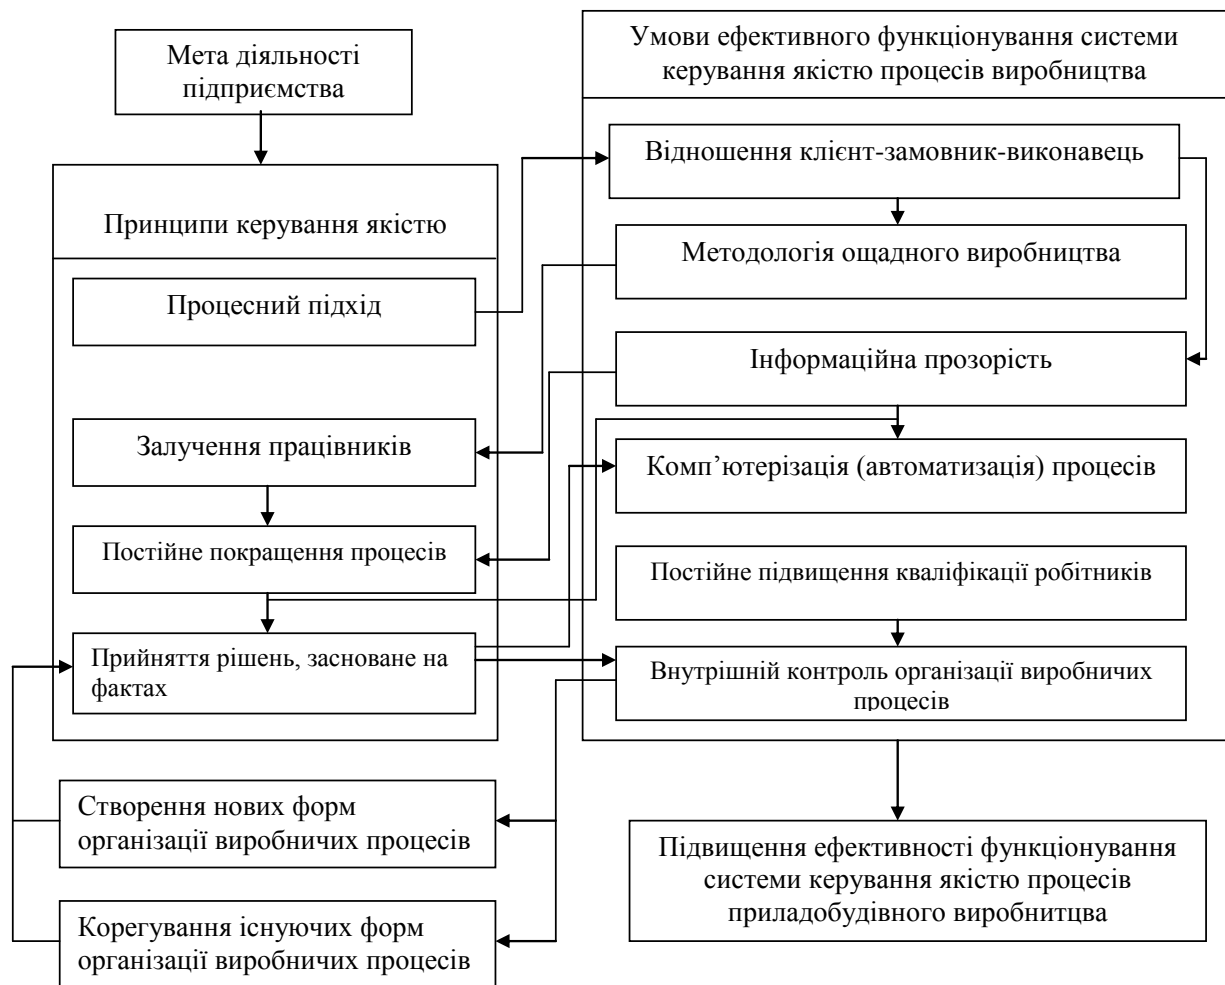 Мета діяльності
підприємства
Принципи керування якістю
Процесний підхід
Залучення працівників
Постійне покращення процесів
Прийняття рішень, засноване на
фактах
Створення нових форм
організації виробничих процесів
Корегування існуючих форм
організації виробничих процесів
Умови ефективного функціонування системи
керування якістю процесів виробництва
Відношення клієнт-замовник-виконавець
Методологія ощадного виробництва
Інформаційна прозорість
Комп’ютерізація (автоматизація) процесів
Постійне підвищення кваліфікації робітників
Внутрішній контроль організації виробничих
процесів
Підвищення ефективності функціонування
системи керування якістю процесів
приладобудівного виробнитцва